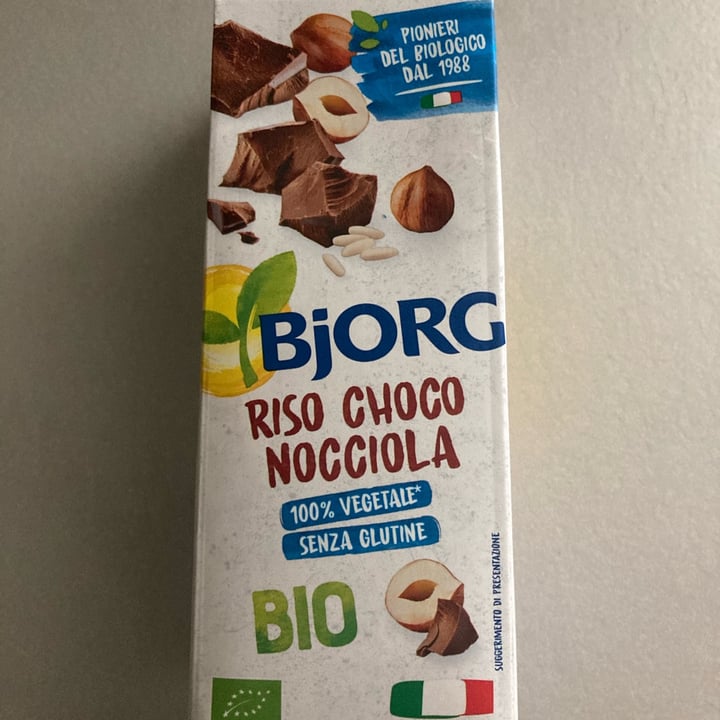 PIONIERI
DEL BIOLOGICO
DAL 1988
BJORG
RISO CHOCO
NOCCIOLA
100% VEGETALE*
SENZA GLUTINE
BIO
SUGGERIMENTO DI PRESENTAZIONE